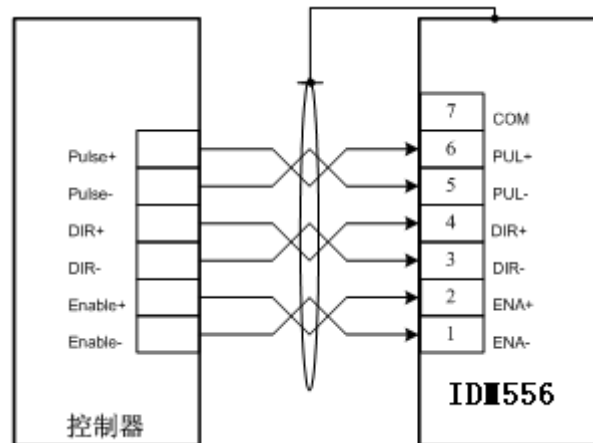 Pulse+
Pulse-
DIR+
DIR-
Enable+
Enable-
控制器
7 COM
6 PUL+
5 PUL-
4 DIR+
3 DIR-
2 ENA+
1 ENA-
IDM556